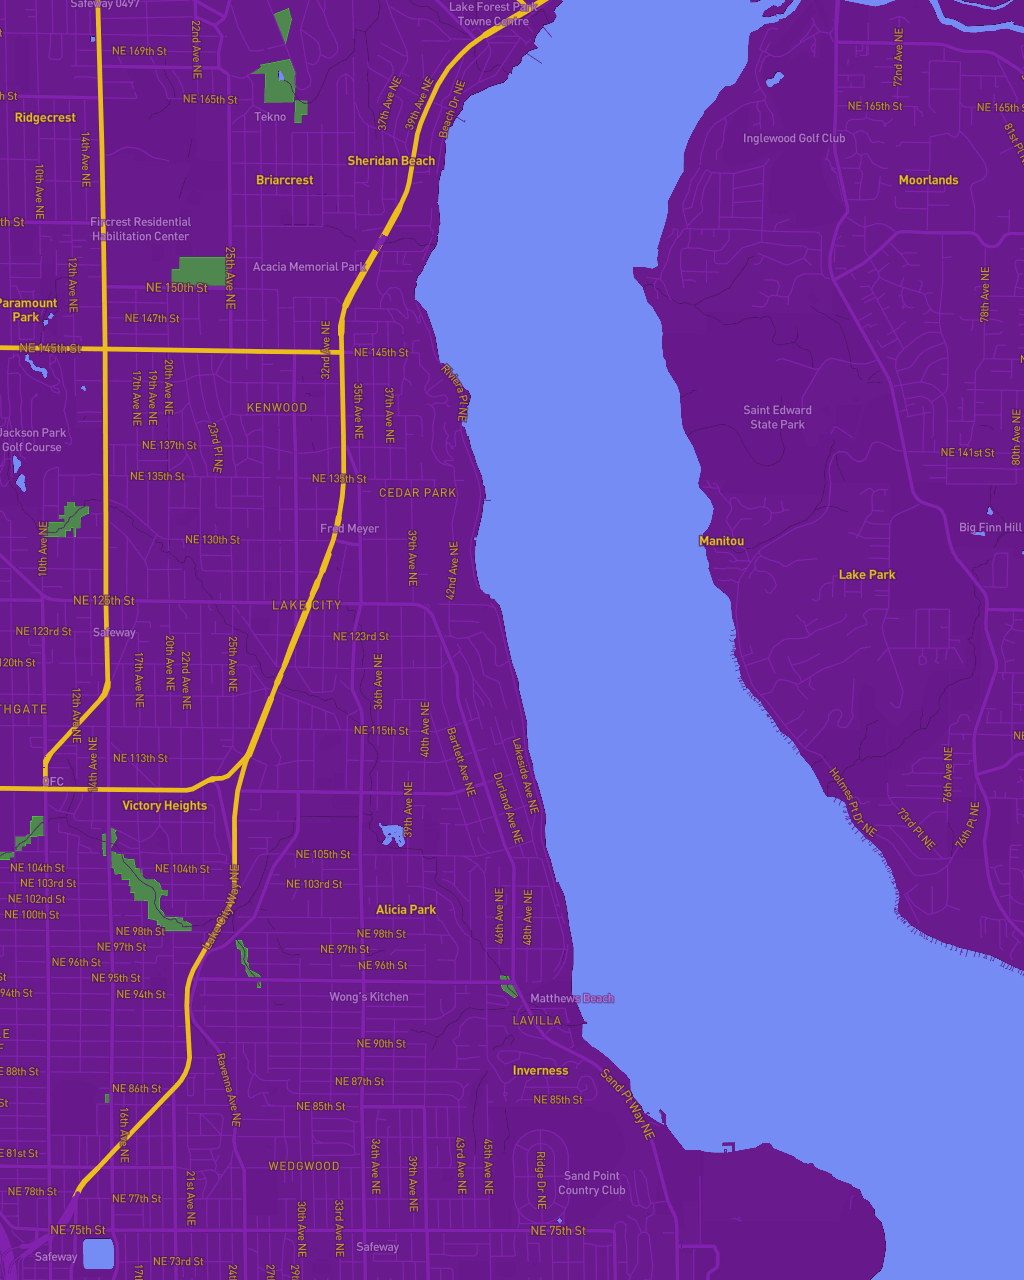 Safeway 0497
Lake Forest Park
Towne Centre
22nd Ave NE
NE 169th St
72nd Ave NE
NE 165th St
37th Ave NE
39th Ave NE
Beach Dr NE
NE 165th St
NE 165th St
Ridgecrest
Tekno
81st Pl N
14th Ave NE
Inglewood Golf Club
Sheridan Beach
10th Ave NE
Briarcrest
Moorlands
th St
Fircrest Residential
Habilitation Center
12th Ave NE
25th Ave NE
Acacia Memorial Park
78th Ave NE
NE 150th St
Paramount
Park
NE 147th St
32nd Ave NE
NE 145th St
NE 145th St
17th Ave NE
19th Ave NE
20th Ave NE
35th Ave NE
37th Ave NE
Riviera Pl NE
KENWOOD
Saint Edward
State Park
Jackson Park
Golf Course
23rd Pl NE
NE 137th St
80th Ave NE
NE 141st St
NE 135th St
NE 135th St
CEDAR PARK
10th Ave NE
Fred Meyer
NE 130th St
39th Ave NE
42nd Ave NE
Manitou
Big Finn Hill
Lake Park
NE 125th St
LAKE CITY
NE 123rd St
Safeway
NE 123rd St
120th St
17th Ave NE
20th Ave NE
22nd Ave NE
25th Ave NE
36th Ave NE
THGATE
12th Ave NE
NE 115th St
40th Ave NE
14th Ave NE
NE 113th St
Bartlett Ave NE
Lakeside Ave NE
Durland Ave NE
QFC
Victory Heights
39th Ave NE
Holmes Pt Dr NE
73rd Pl NE
76th Ave NE
76th Pl NE
NE 104th St
NE 104th St
NE 105th St
NE 103rd St
NE 103rd St
NE 102nd St
NE 100th St
Lake City Way NE
Alicia Park
46th Ave NE
48th Ave NE
NE 98th St
NE 98th St
NE 97th St
NE 97th St
NE 96th St
NE 96th St
NE 95th St
94th St
NE 94th St
Wong's Kitchen
Matthews Beach
LAVILLA
NE 90th St
E 88th St
Ravenna Ave NE
Inverness
Sand Pt Way NE
NE 86th St
NE 87th St
NE 85th St
NE 85th St
16th Ave NE
E 81st St
WEDGWOOD
36th Ave NE
39th Ave NE
43rd Ave NE
45th Ave NE
Ridge Dr NE
Sand Point
Country Club
NE 78th St
NE 77th St
21st Ave NE
30th Ave NE
33rd Ave NE
NE 75th St
NE 75th St
Safeway
NE 73rd St
Safeway